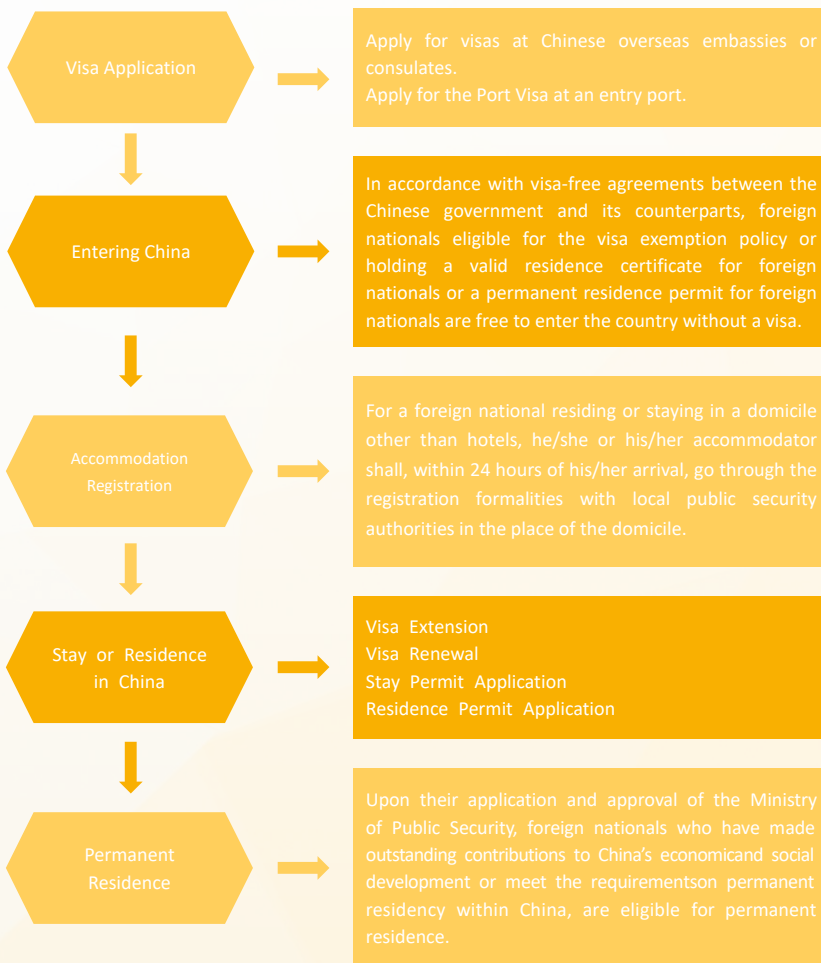 Visa Application
Apply for visas at Chinese overseas embassies or
consulates.
Apply for the Port Visa at an entry port.
Entering China
In accordance with visa-free agreements between the
Chinese government and its counterparts, foreign
nationals eligible for the visa exemption policy or
holding a valid residence certificate for foreign
nationals or a permanent residence permit for foreign
nationals are free to enter the country without a visa.
Accommodation
Registration
For a foreign national residing or staying in a domicile
other than hotels, he/she or his/her accommodator
shall, within 24 hours of his/her arrival, go through the
registration formalities with local public security
authorities in the place of the domicile.
Stay or Residence
in China
Visa Extension
Visa Renewal
Stay Permit Application
Residence Permit Application
Permanent
Residence
Upon their application and approval of the Ministry
of Public Security, foreign nationals who have made
outstanding contributions to China's economicand social
development or meet the requirementson permanent
residency within China, are eligible for permanent
residence.